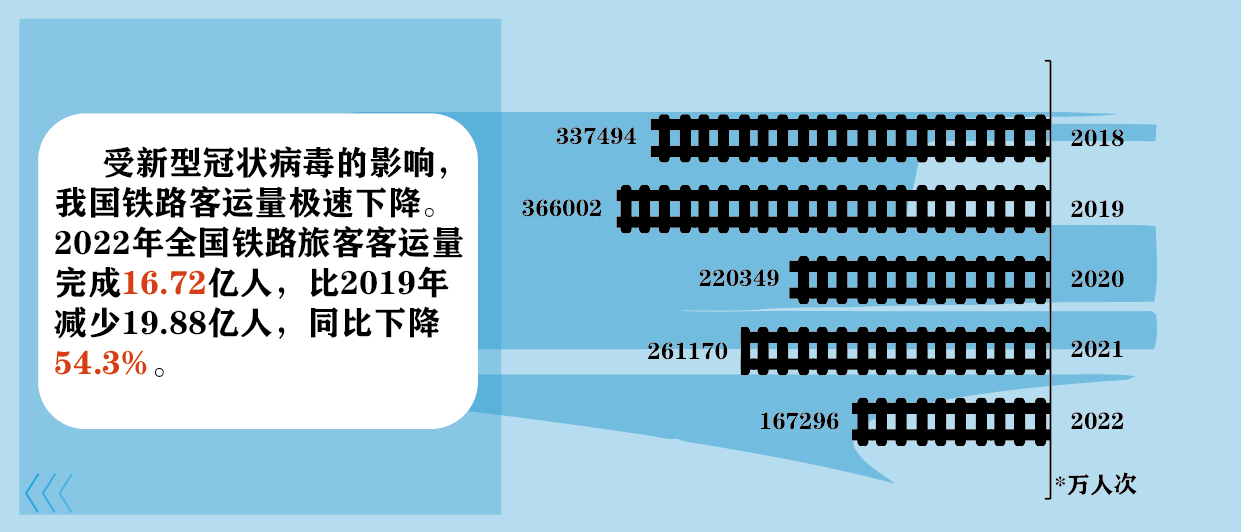 受新型冠状病毒的影响，
我国铁路客运量极速下降。
2022年全国铁路旅客客运量
完成16.72亿人，比2019年
减少19.88亿人，同比下降
54.3%。
337494 2018
366002 2019
220349 2020
261170 2021
167296 2022
*万人次